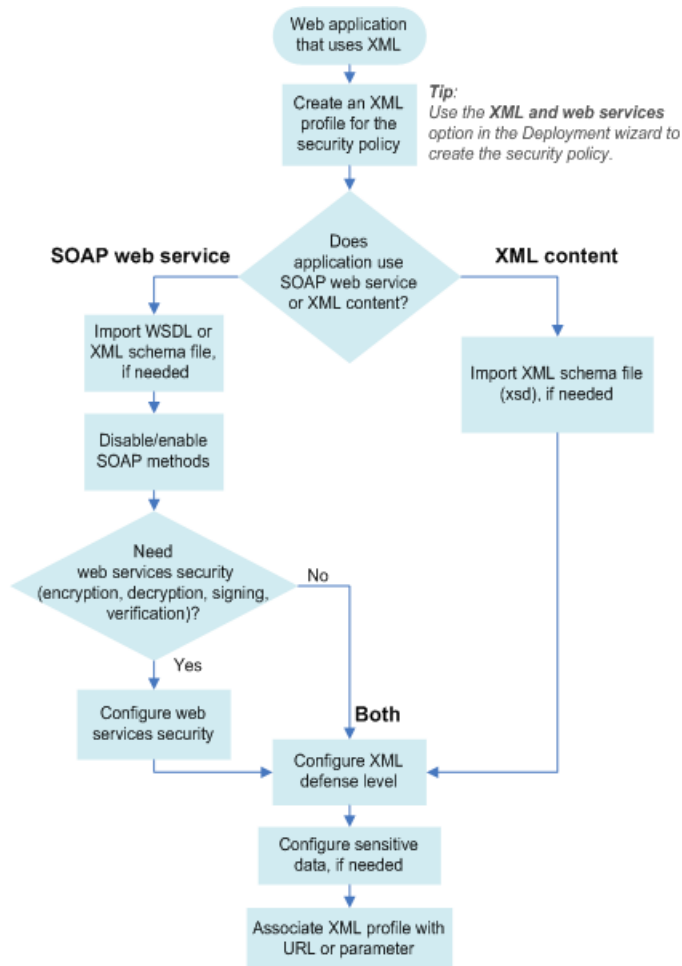 Web application
that uses XML
Create an XML
profile for the
security policy
Tip:
Use the XML and web services
option in the Deployment wizard to
create the security policy.
Does
application use
SOAP web service
or XML content?
SOAP web service
XML content
Import WSDL or
XML schema file,
if needed
Import XML schema file
(xsd), if needed
Disable/enable
SOAP methods
Need
web services security
(encryption, decryption, signing,
verification)?
No
Yes
Configure web
services security
Both
Configure XML
defense level
Configure sensitive
data, if needed
Associate XML profile with
URL or parameter